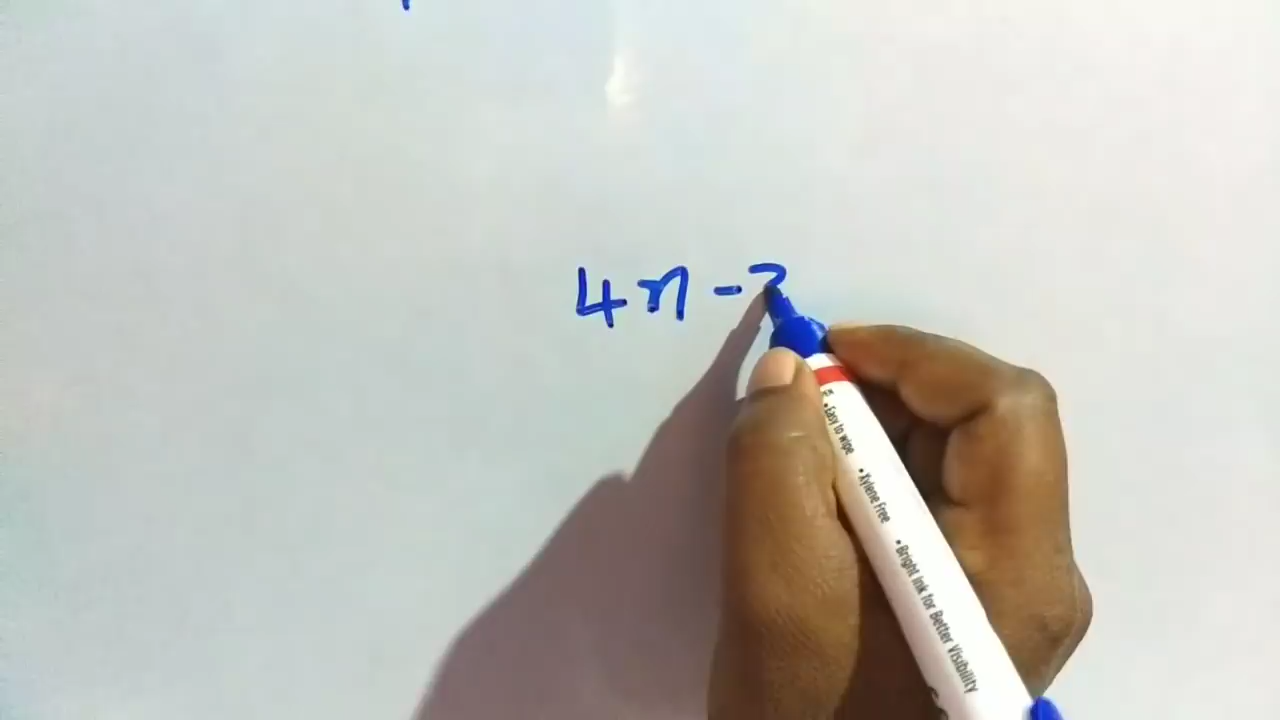 4n-
• Easy to wipe
• Xylene Free
• Bright Ink for Better Visibility